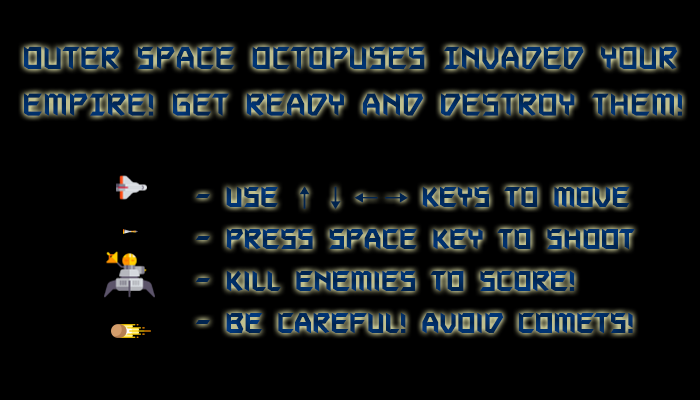 OUTER SPACE OCTOPUSES INVADED YOUR
EMPIRE! GET READY AND DESTROY THEM!
- USE ↑ ↓ ← → KEYS TO MOVE
- PRESS SPACE KEY TO SHOOT
- KILL ENEMIES TO SCORE!
- BE CAREFUL! AVOID COMETS!